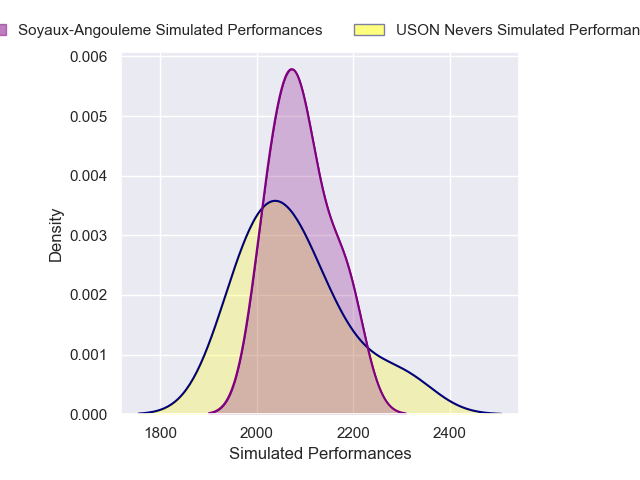 Soyaux-Angouleme Simulated Performances
USON Nevers Simulated
0.006
0.005
0.004
0.003
0.002
0.001
0.000
Density
1800 2000 2200 2400
Simulated Performances